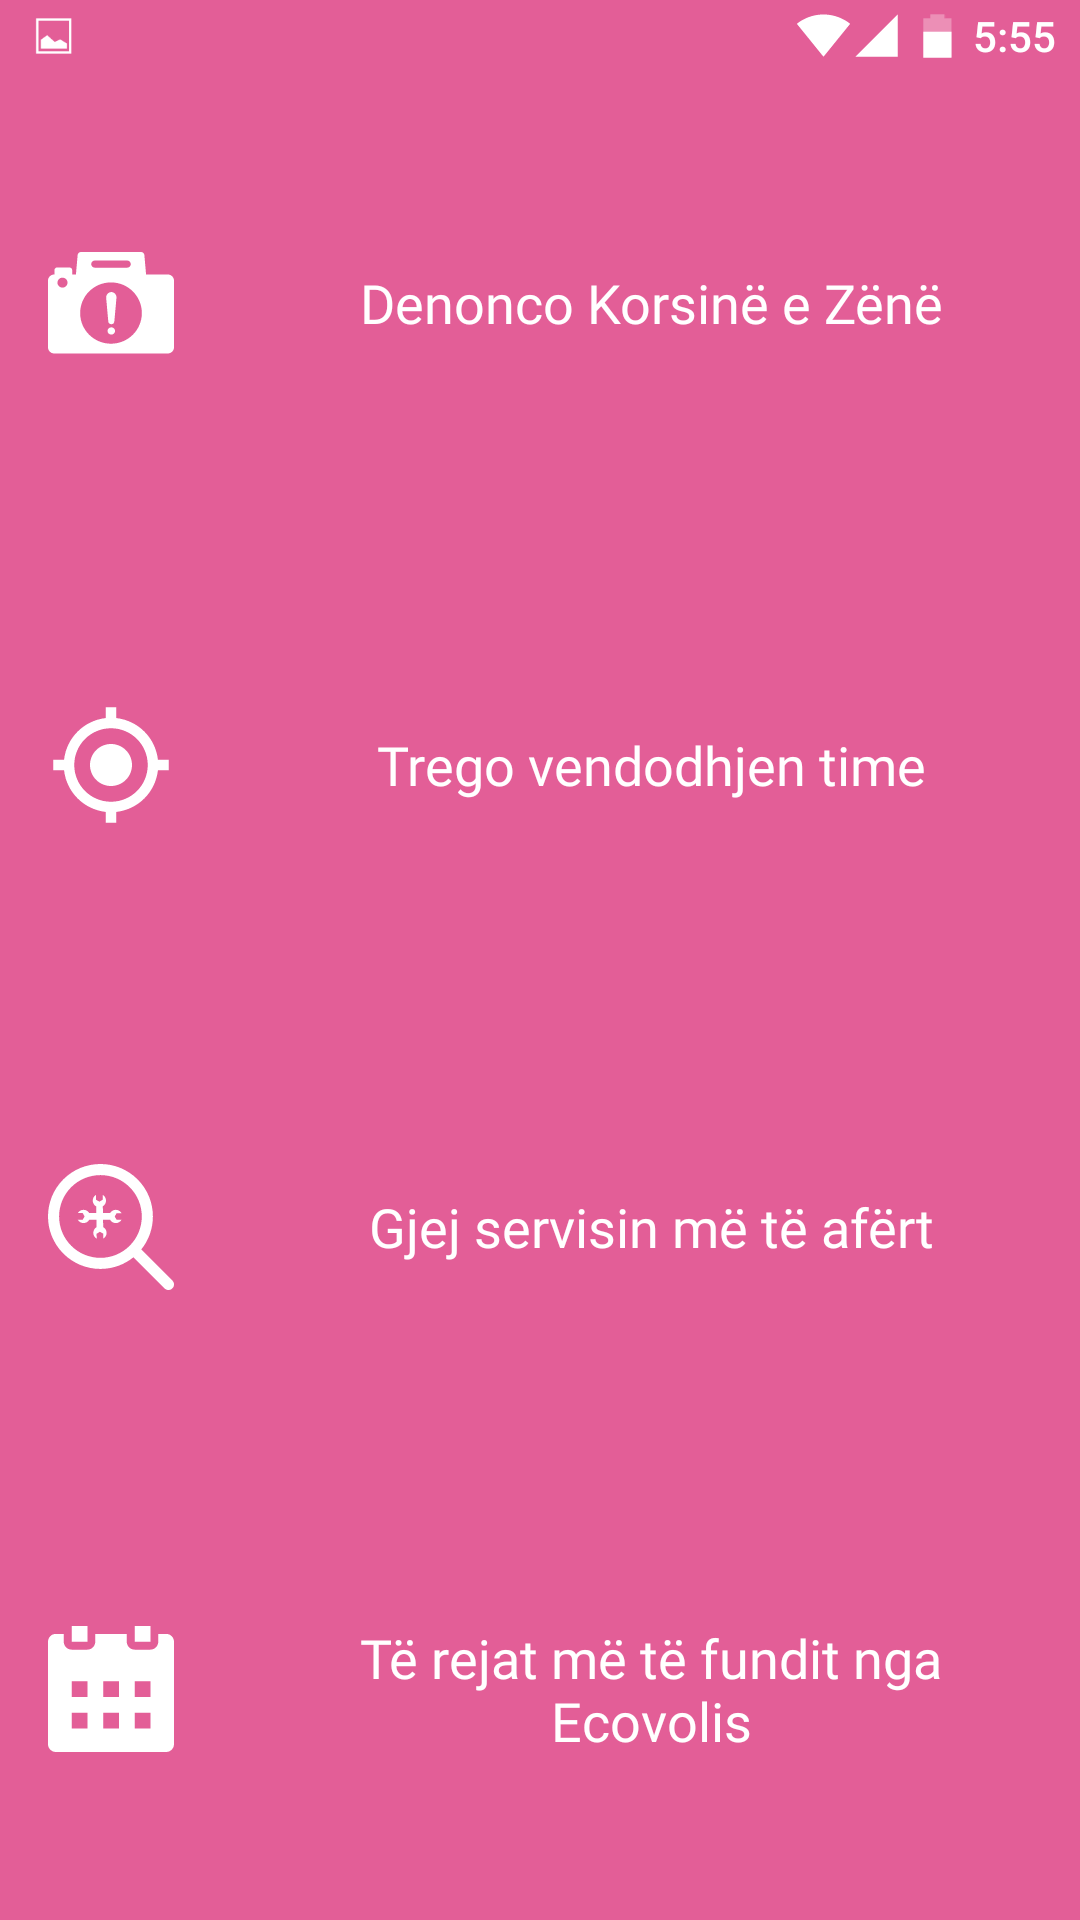 5:55
Denonco Korsinë e Zënë
Trego vendodhjen time
Gjej servisin më të afërt
Të rejat më të fundit nga
Ecovolis